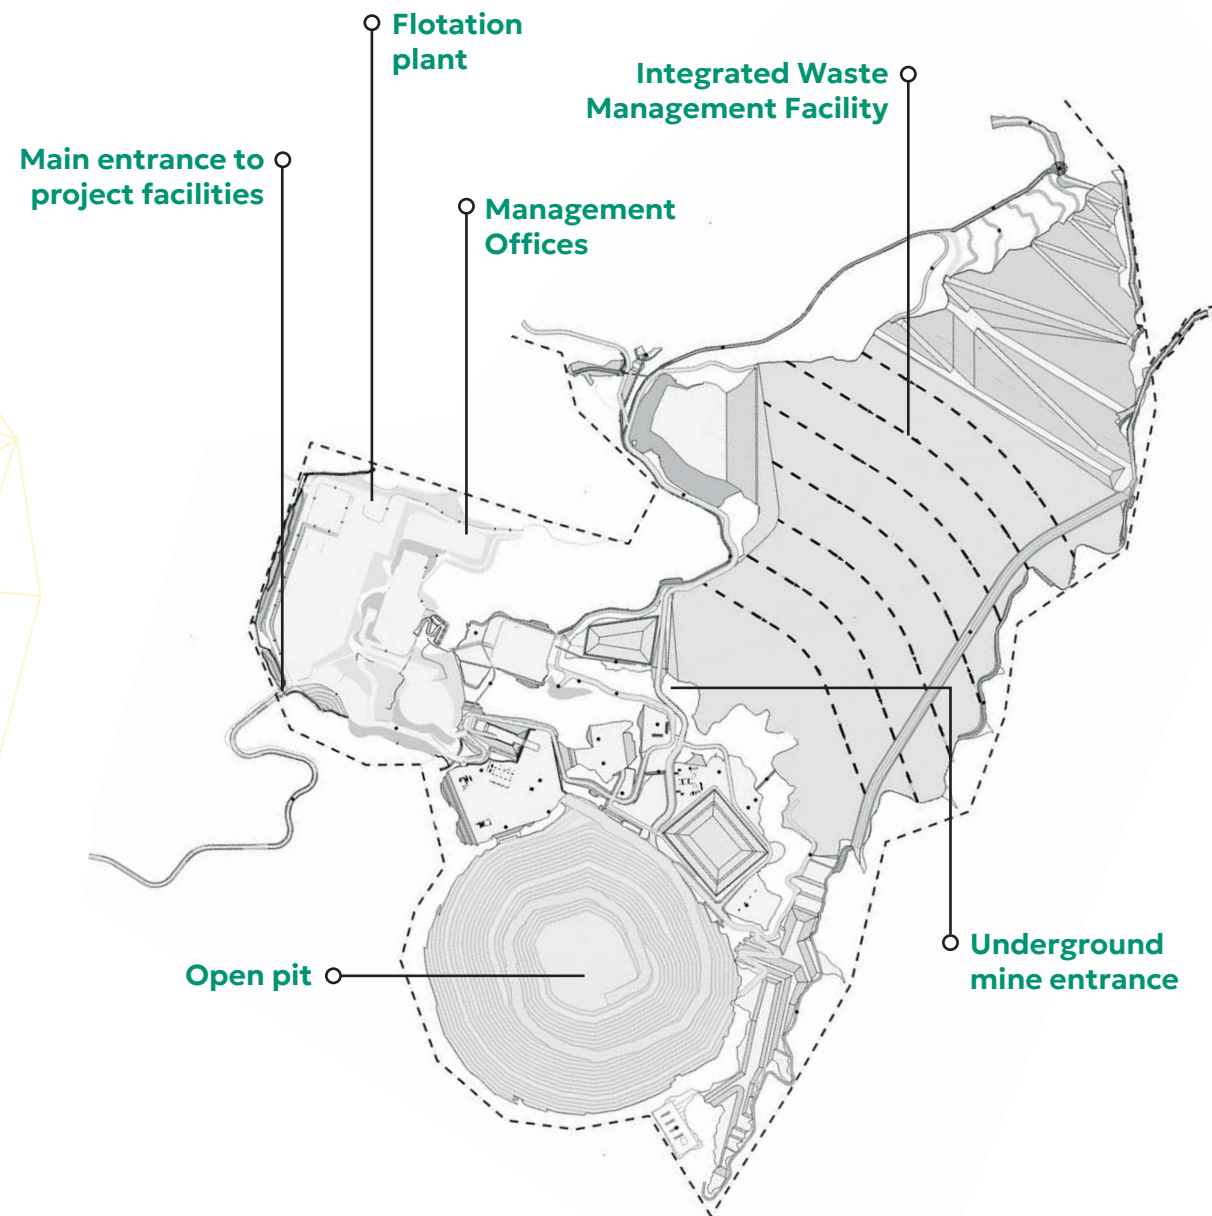 Flotation
plant
Integrated Waste
Management Facility
Main entrance to
project facilities
Management
Offices
Open pit
Underground
mine entrance